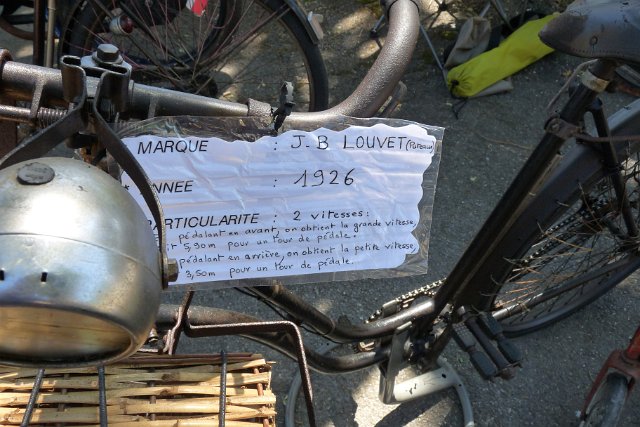 MARQUE : J. B LOUVET (Puteaux)
NNEE : 1926
ARTICULARITE : 2 vitesses :
pédalant en avant, on obtient la grande vitesse
5,90m pour un tour de pédale.
pédalant en arrière, on obtient la petite vitesse
3,50m pour un tour de pédale.